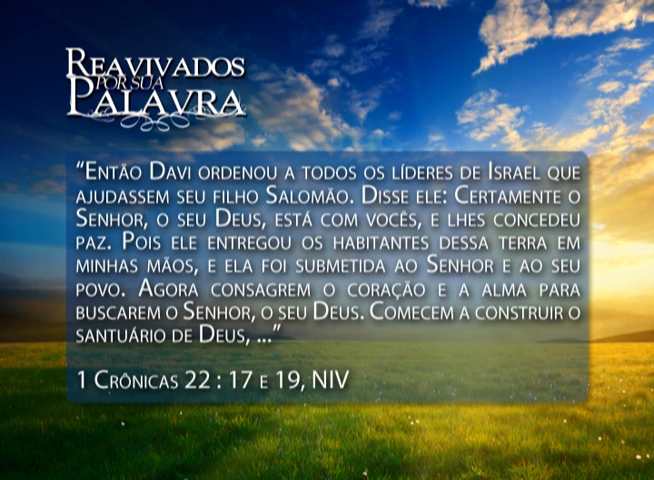 Reavivados
por sua
Palavra
“Então Davi ordenou a todos os líderes de Israel que
ajudassem seu filho Salomão. Disse ele: Certamente o
Senhor, o seu Deus, está com vocês, e lhes concedeu
paz. Pois ele entregou os habitantes dessa terra em
minhas mãos, e ela foi submetida ao Senhor e ao seu
povo. Agora consagrem o coração e a alma para
buscarem o Senhor, o seu Deus. Comecem a construir o
santuário de Deus, ...”
1 Crônicas 22 : 17 e 19, NIV